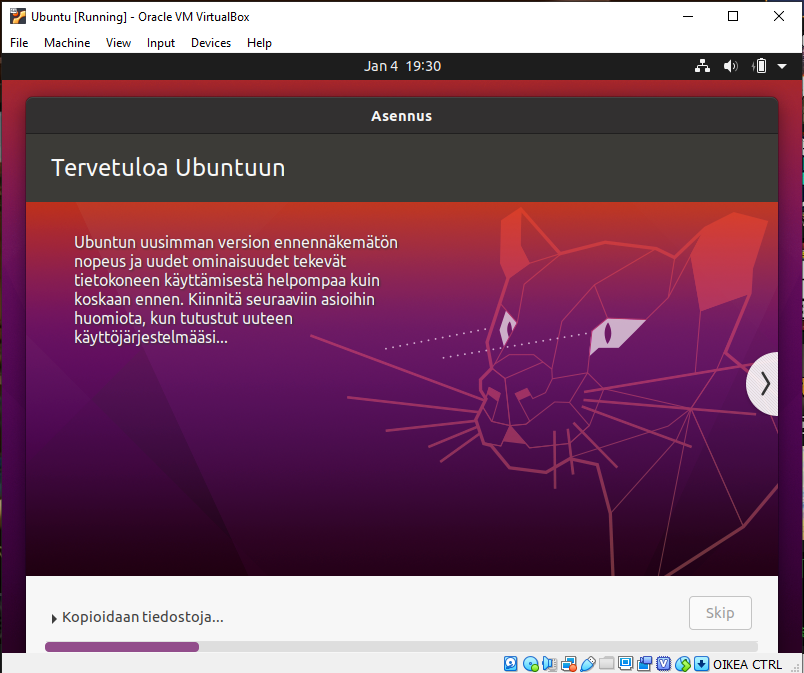 Ubuntu [Running] - Oracle VM VirtualBox
File Machine View Input Devices Help
Jan 4 19:30
Asennus
Tervetuloa Ubuntuun
Ubuntun uusimman version ennennäkemätön
nopeus ja uudet ominaisuudet tekevät
tietokoneen käyttämisestä helpompaa kuin
koskaan ennen. Kiinnitä seuraaviin asioihin
huomiota, kun tutustut uuteen
käyttöjärjestelmääsi...
Kopioidaan tiedostoja...
Skip
OIKEA CTRL